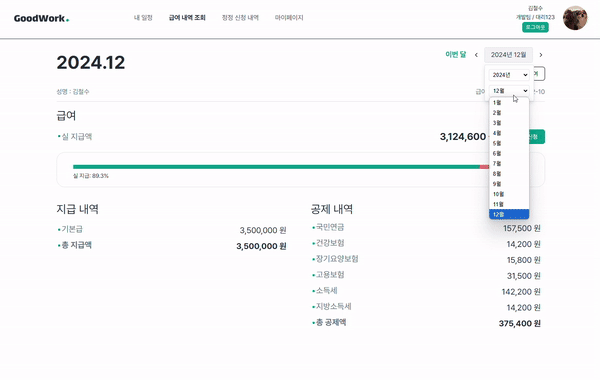 GoodWork.
내 일정
급여 내역 조회
정정 신청 내역
마이페이지
김철수
개발팀 / 대리123
로그아웃
2024.12
이번 달
2024년 12월
2024년
12월
1월
2월
3월
4월
5월
6월
7월
8월
9월
10월
11월
12월
성명 : 김철수
급여
실 지급액
3,124,600
신청
실 지급: 89.3%
지급 내역
기본급 3,500,000 원
총 지급액 3,500,000 원
공제 내역
국민연금 157,500 원
건강보험 14,200 원
장기요양보험 15,800 원
고용보험 31,500 원
소득세 142,200 원
지방소득세 14,200 원
총 공제액 375,400 원